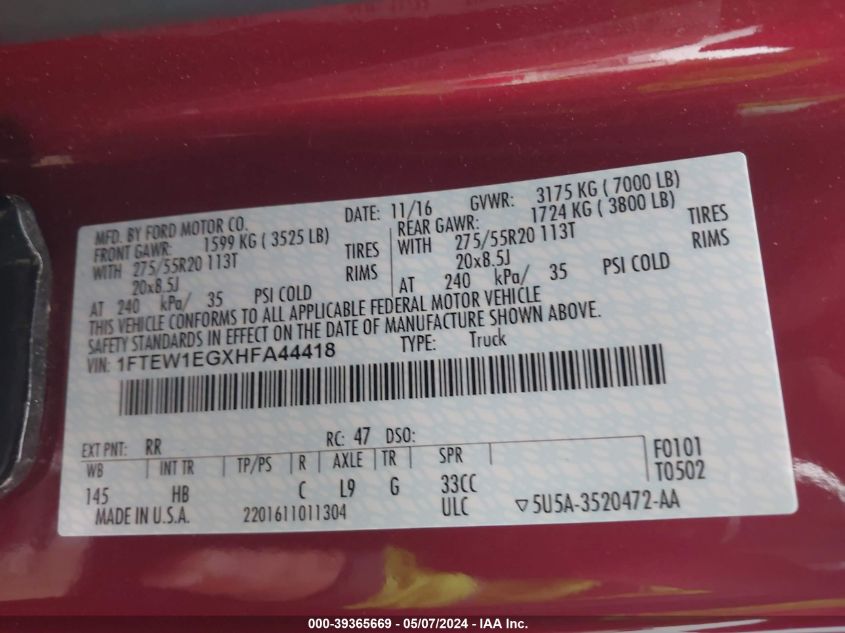 MFD. BY FORD MOTOR CO. DATE: 11/16 GVWR: 3175 KG ( 7000 LB)
FRONT GAWR: 1599 KG ( 3525 LB) REAR GAWR: 1724 KG ( 3800 LB)
WITH 275/55R20 113T TIRES WITH 275/55R20 113T TIRES
20x8.5J RIMS 20x8.5J RIMS
AT 240 kPa/ 35 PSI COLD AT 240 kPa/ 35 PSI COLD
THIS VEHICLE CONFORMS TO ALL APPLICABLE FEDERAL MOTOR VEHICLE
SAFETY STANDARDS IN EFFECT ON THE DATE OF MANUFACTURE SHOWN ABOVE.
VIN: 1FTEW1EGXHFA44418 TYPE: Truck
EXT PNT: RR RC: 47 DSO:
WB INT TR TP/PS R AXLE TR SPR F0101
145 HB C L9 G 33CC T0502
MADE IN U.S.A. 2201611011304 ULC ▽5U5A-3520472-AA
000-39365669 - 05/07/2024 - IAA Inc.